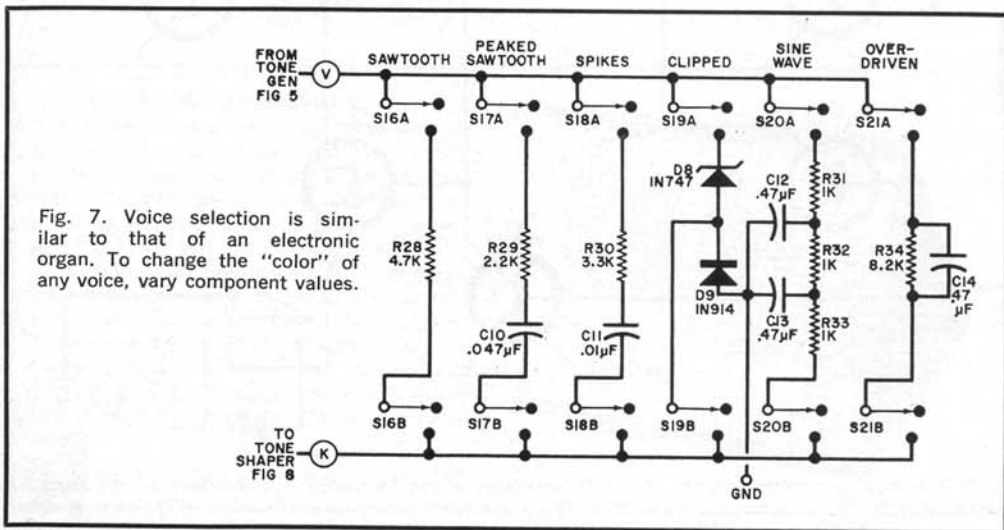 FROM
TONE
GEN
FIG 5
V
SAWTOOTH
PEAKED
SAWTOOTH
SPIKES
CLIPPED
SINE
WAVE
OVER-
DRIVEN
S16A
S17A
S18A
S19A
S20A
S21A
Fig. 7. Voice selection is sim-
ilar to that of an electronic
organ. To change the "color" of
any voice, vary component values.
R28
4.7K
R29
2.2K
C10
.047µF
R30
3.3K
C11
.01µF
D8
IN747
D9
IN914
C12
.47µF
C13
.47µF
R31
1K
R32
1K
R33
1K
R34
8.2K
C14
.47
µF
S16B
S17B
S18B
S19B
S20B
S21B
TO
TONE
SHAPER
FIG 8
K
GND